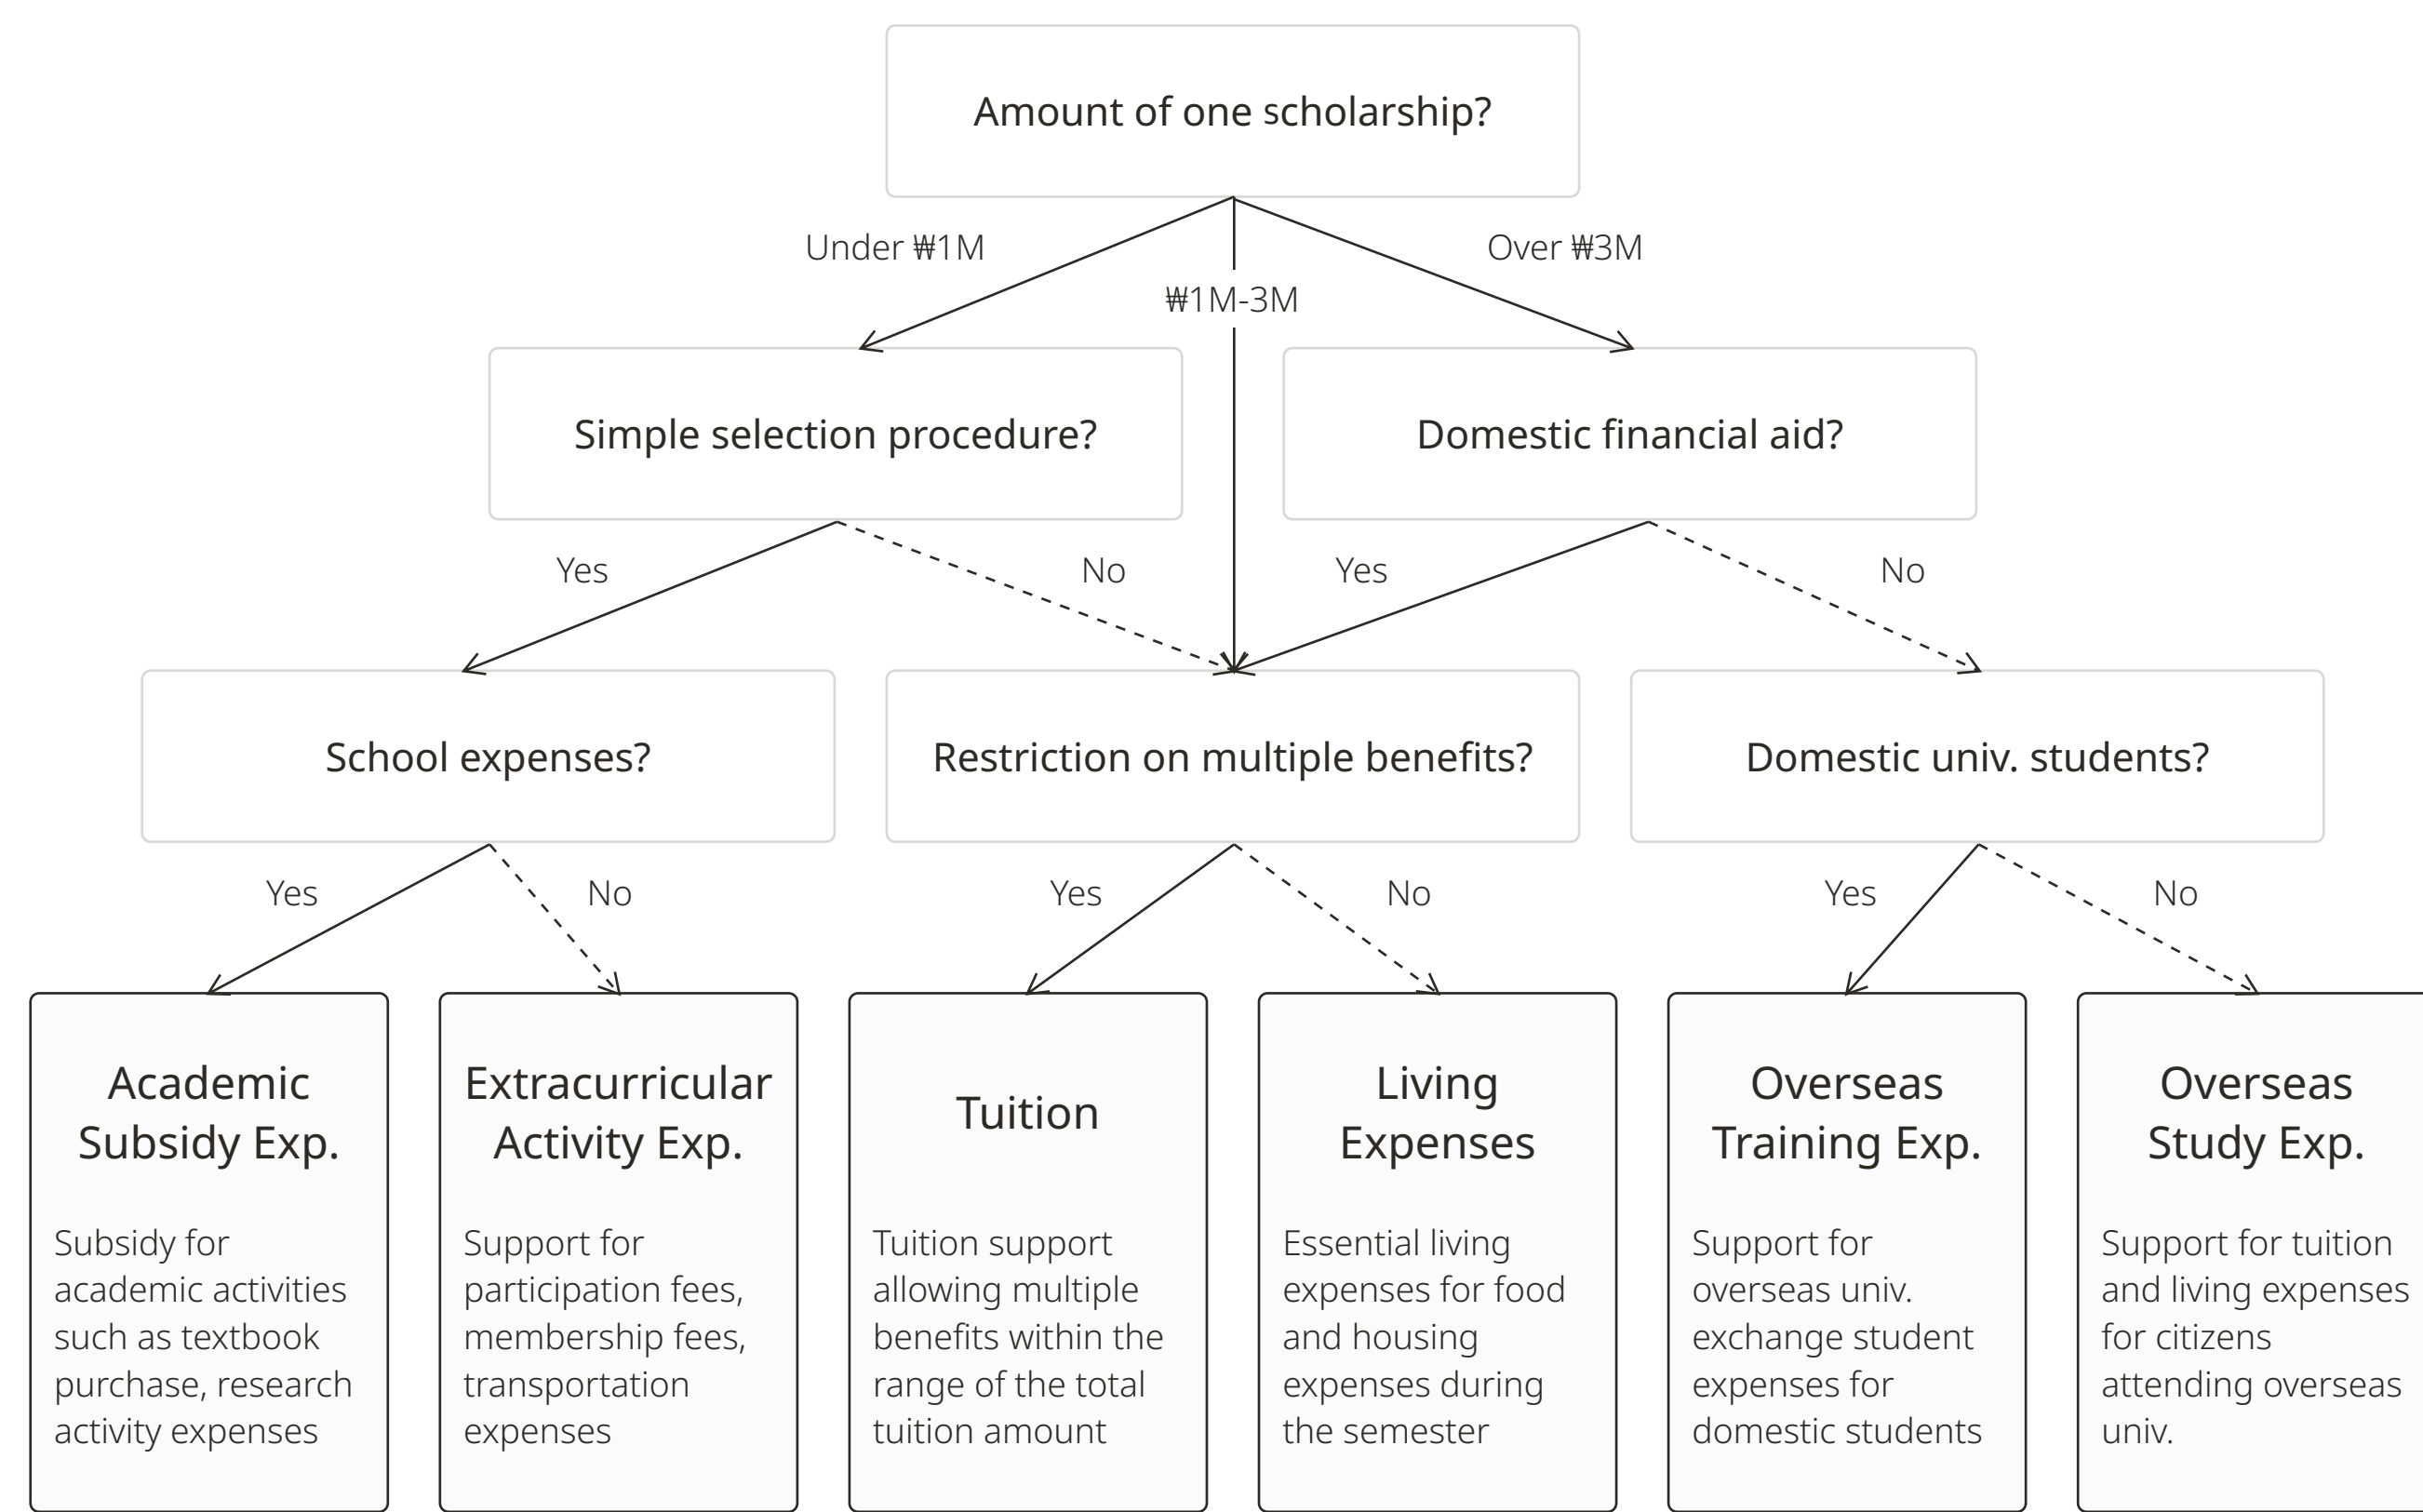 Amount of one scholarship?
Under ₩1M
Over ₩3M
₩1M-3M
Simple selection procedure?
Domestic financial aid?
Yes
No
Yes
No
School expenses?
Restriction on multiple benefits?
Domestic univ. students?
Yes
No
Yes
No
Yes
No
Academic
Subsidy Exp.
Subsidy for
academic activities
such as textbook
purchase, research
activity expenses
Extracurricular
Activity Exp.
Support for
participation fees,
membership fees,
transportation
expenses
Tuition
Tuition support
allowing multiple
benefits within the
range of the total
tuition amount
Living
Expenses
Essential living
expenses for food
and housing
expenses during
the semester
Overseas
Training Exp.
Support for
overseas univ.
exchange student
expenses for
domestic students
Overseas
Study Exp.
Support for tuition
and living expenses
for citizens
attending overseas
univ.